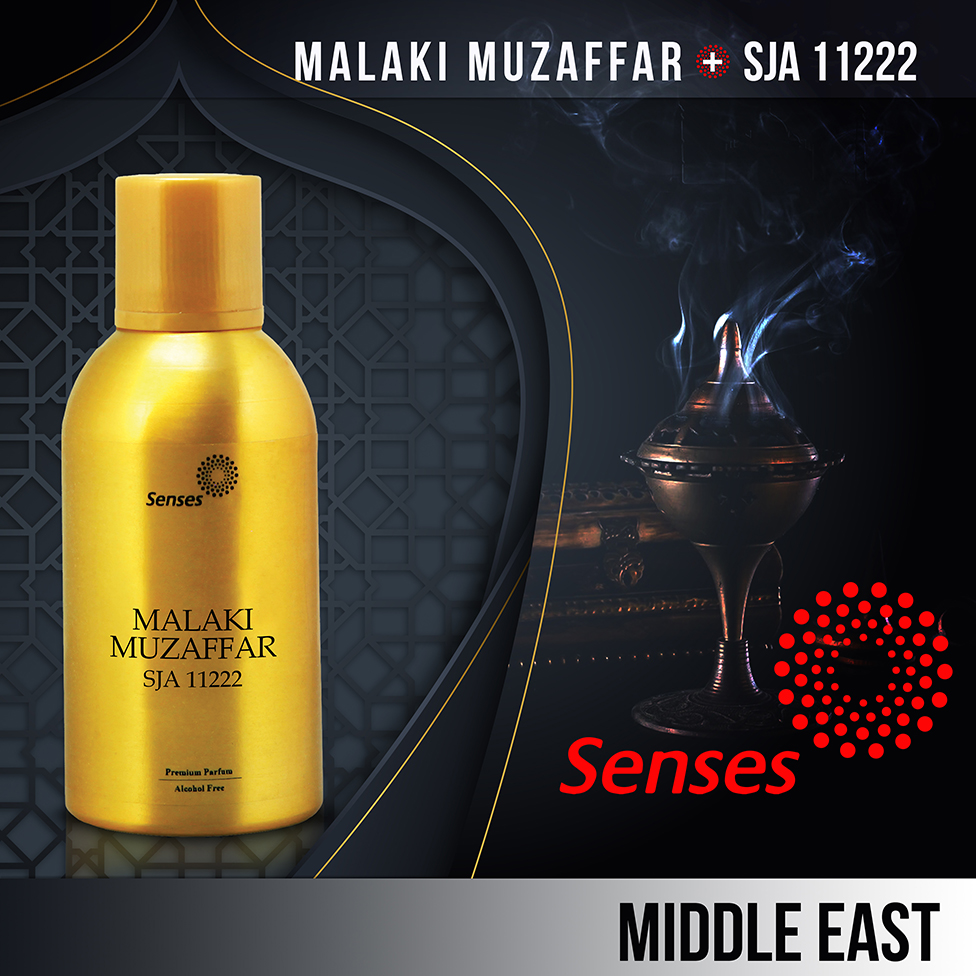 MALAKI MUZAFFAR + SJA 11222
Senses
MALAKI
MUZAFFAR
SJA 11222
Premium Parfum
Alcohol Free
Senses
MIDDLE EAST